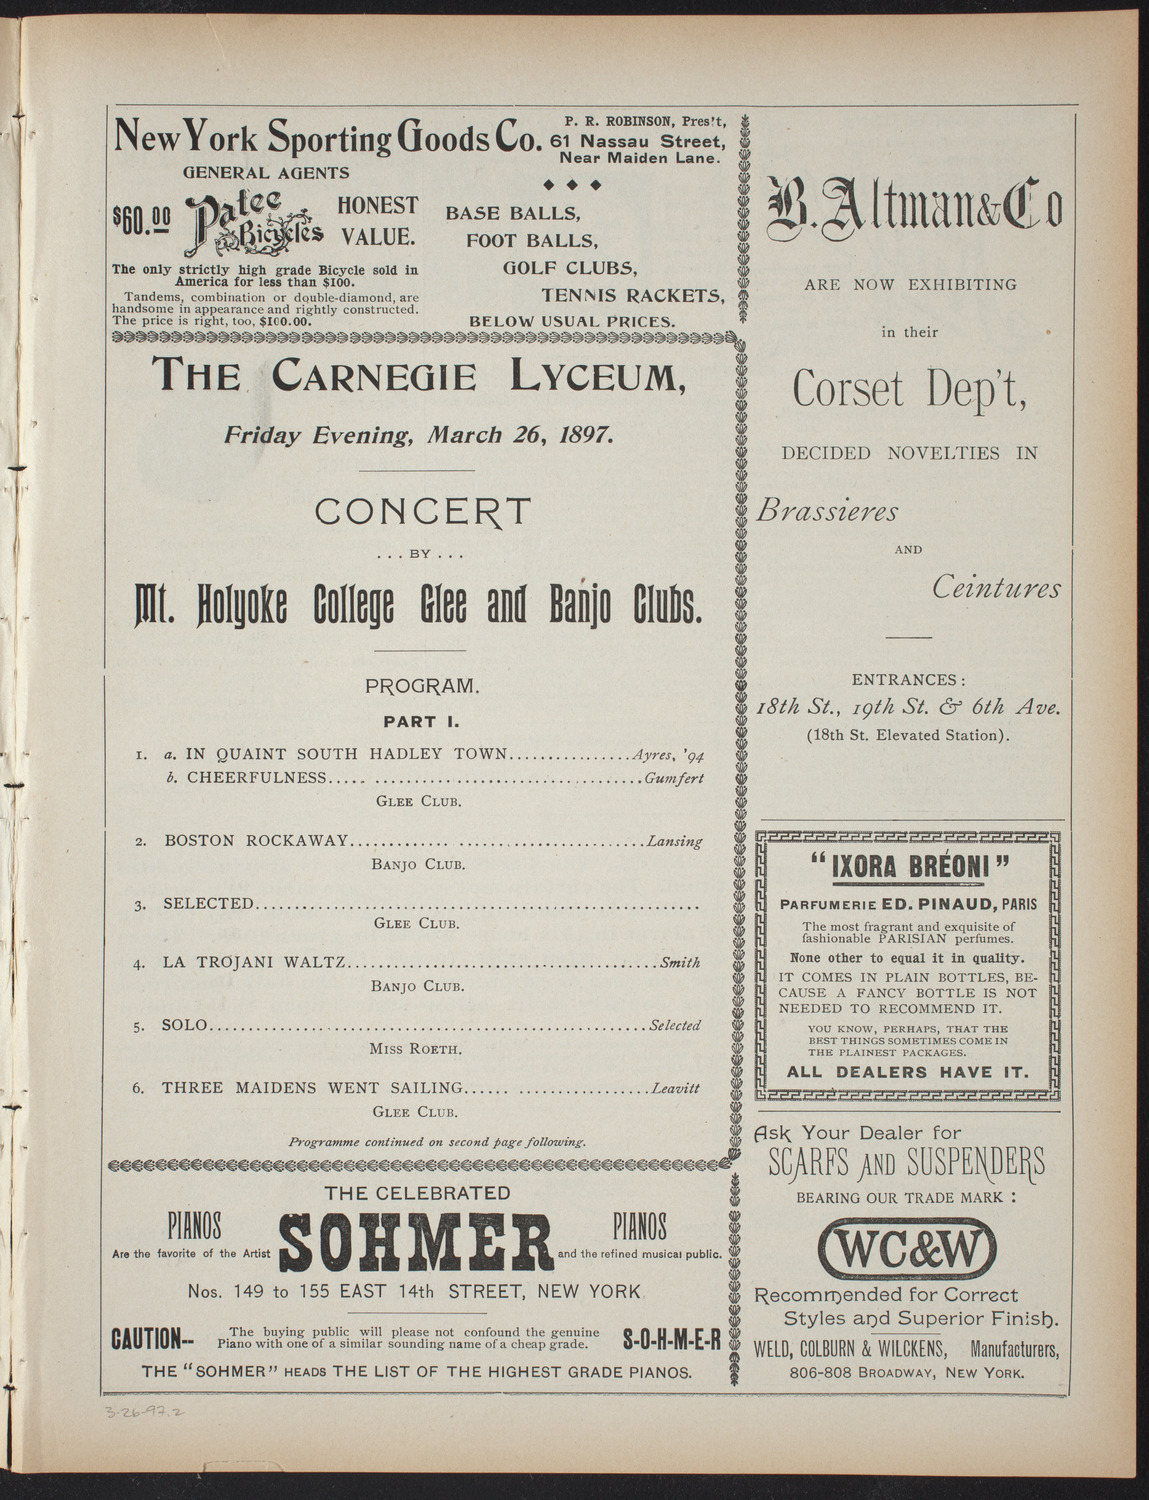 New York Sporting Goods Co.
P. R. ROBINSON, Pres't,
61 Nassau Street,
Near Maiden Lane.
GENERAL AGENTS
$60.00
Patee
Bicycles
HONEST
VALUE.
The only strictly high grade Bicycle sold in
America for less than $100.
Tandems, combination or double-diamond, are
handsome in appearance and rightly constructed.
The price is right, too, $100.00.
BASE BALLS,
FOOT BALLS,
GOLF CLUBS,
TENNIS RACKETS,
BELOW USUAL PRICES.
THE CARNEGIE LYCEUM,
Friday Evening, March 26, 1897.
CONCERT
. . . BY . . .
Mt. Holyoke College Glee and Banjo Clubs.
PROGRAM.
PART I.
1. a. IN QUAINT SOUTH HADLEY TOWN................Ayres, '94
b. CHEERFULNESS..... ..................................Gumfert
GLEE CLUB.
2. BOSTON ROCKAWAY............ ........................Lansing
BANJO CLUB.
3. SELECTED.........................................................
GLEE CLUB.
4. LA TROJANI WALTZ........................................Smith
BANJO CLUB.
5. SOLO.........................................................Selected
MISS ROETH.
6. THREE MAIDENS WENT SAILING...... .................Leavitt
GLEE CLUB.
Programme continued on second page following.
THE CELEBRATED
PIANOS SOHMER PIANOS
Are the favorite of the Artist and the refined musical public.
Nos. 149 to 155 EAST 14th STREET, NEW YORK
CAUTION--
The buying public will please not confound the genuine
Piano with one of a similar sounding name of a cheap grade.
S-O-H-M-E-R
THE "SOHMER" HEADS THE LIST OF THE HIGHEST GRADE PIANOS.
B. Altman & Co
ARE NOW EXHIBITING
in their
Corset Dep't,
DECIDED NOVELTIES IN
Brassieres
AND
Ceintures
ENTRANCES:
18th St., 19th St. & 6th Ave.
(18th St. Elevated Station).
"IXORA BRÉONI"
PARFUMERIE ED. PINAUD, PARIS
The most fragrant and exquisite of
fashionable PARISIAN perfumes.
None other to equal it in quality.
IT COMES IN PLAIN BOTTLES, BE-
CAUSE A FANCY BOTTLE IS NOT
NEEDED TO RECOMMEND IT.
YOU KNOW, PERHAPS, THAT THE
BEST THINGS SOMETIMES COME IN
THE PLAINEST PACKAGES.
ALL DEALERS HAVE IT.
Ask Your Dealer for
SCARFS AND SUSPENDERS
BEARING OUR TRADE MARK:
WC&W
Recommended for Correct
Styles and Superior Finish.
WELD, COLBURN & WILCKENS, Manufacturers,
806-808 BROADWAY, NEW YORK.
3-26-97.2